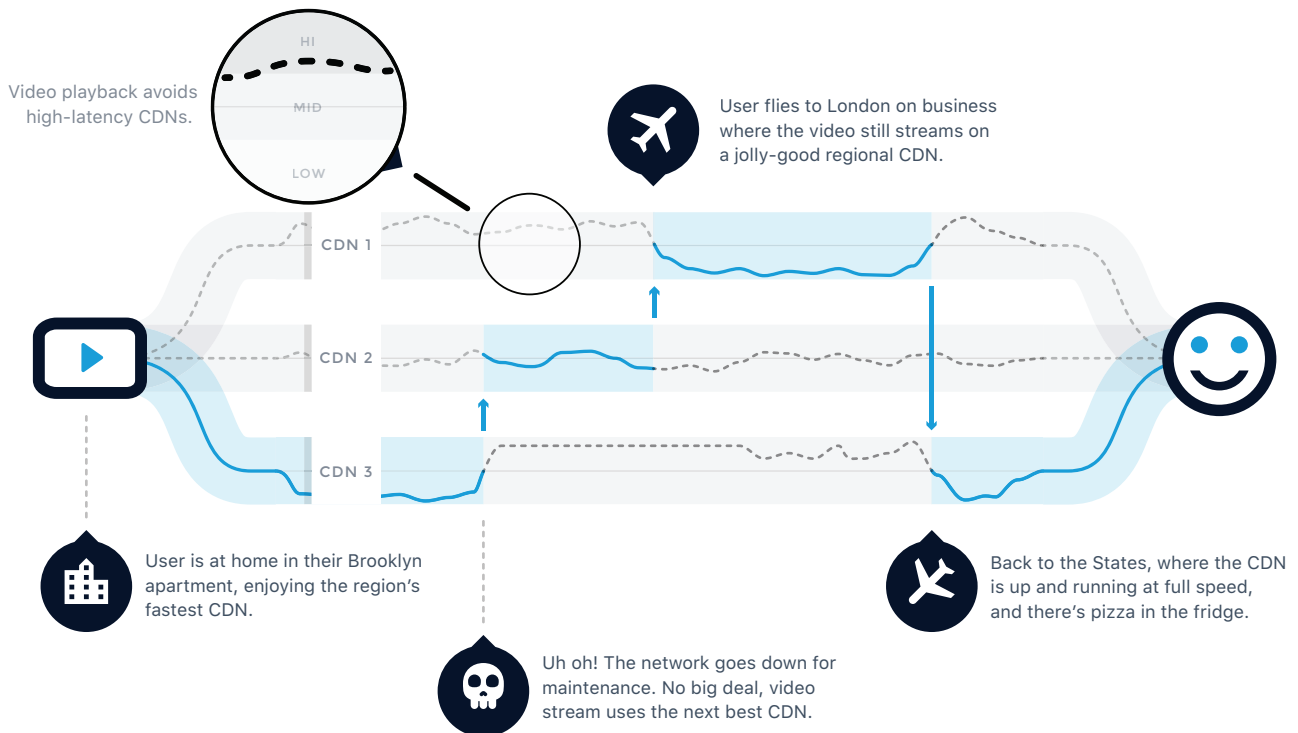 HI
MID
LOW
Video playback avoids
high-latency CDNs.
User flies to London on business
where the video still streams on
a jolly-good regional CDN.
CDN 1
CDN 2
CDN 3
User is at home in their Brooklyn
apartment, enjoying the region’s
fastest CDN.
Back to the States, where the CDN
is up and running at full speed,
and there’s pizza in the fridge.
Uh oh! The network goes down for
maintenance. No big deal, video
stream uses the next best CDN.